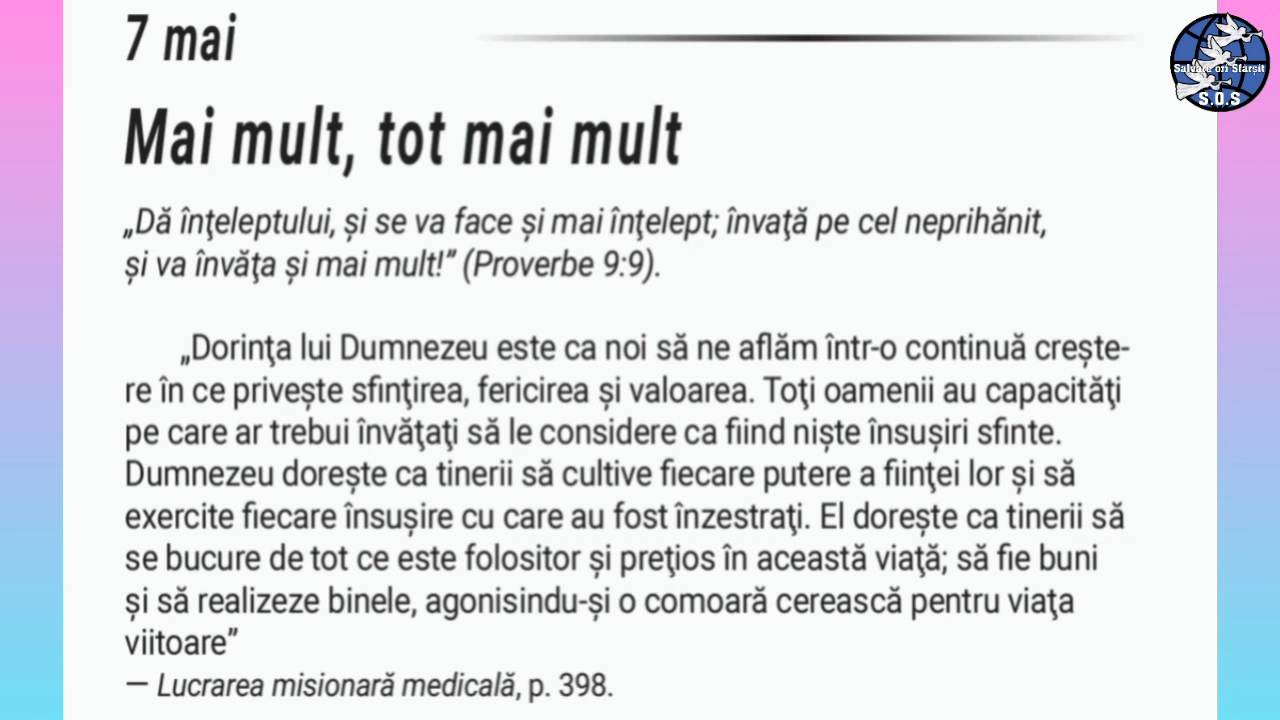 7 mai
Mai mult, tot mai mult
„Dă înţeleptului, și se va face și mai înţelept; învaţă pe cel neprihănit,
și va învăţa și mai mult!” (Proverbe 9:9).
„Dorinţa lui Dumnezeu este ca noi să ne aflăm într-o continuă crește-
re în ce privește sfinţirea, fericirea și valoarea. Toţi oamenii au capacităţi
pe care ar trebui învăţaţi să le considere ca fiind niște însușiri sfinte.
Dumnezeu dorește ca tinerii să cultive fiecare putere a fiinţei lor și să
exercite fiecare însușire cu care au fost înzestraţi. El dorește ca tinerii să
se bucure de tot ce este folositor și preţios în această viaţă; să fie buni
și să realizeze binele, agonisindu-și o comoară cerească pentru viaţa
viitoare”
— Lucrarea misionară medicală, p. 398.
Salvare ori Sfârșit
S.O.S